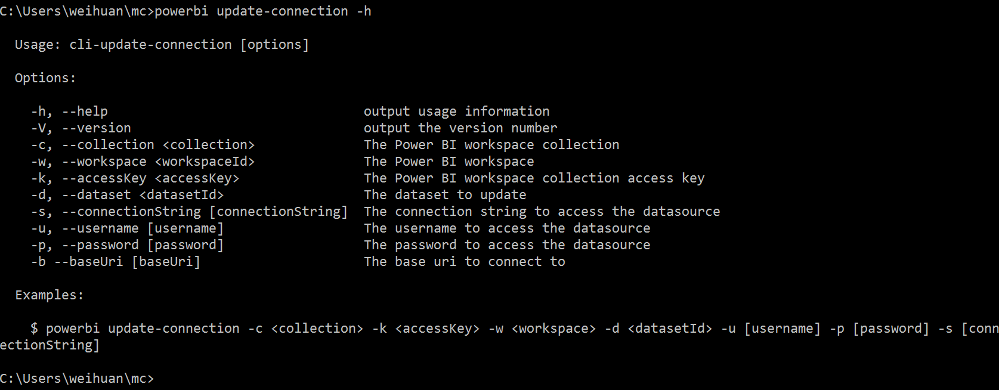 C:\Users\weihuan\mc>powerbi update-connection -h
Usage: cli-update-connection [options]
Options:
-h, --help                                 output usage information
-V, --version                              output the version number
-c, --collection <collection>              The Power BI workspace collection
-w, --workspace <workspaceId>              The Power BI workspace
-k, --accessKey <accessKey>                The Power BI workspace collection access key
-d, --dataset <datasetId>                  The dataset to update
-s, --connectionString [connectionString]  The connection string to access the datasource
-u, --username [username]                  The username to access the datasource
-p, --password [password]                  The password to access the datasource
-b --baseUri [baseUri]                     The base uri to connect to
Examples:
$ powerbi update-connection -c <collection> -k <accessKey> -w <workspace> -d <datasetId> -u [username] -p [password] -s [conn
ectionString]
C:\Users\weihuan\mc>